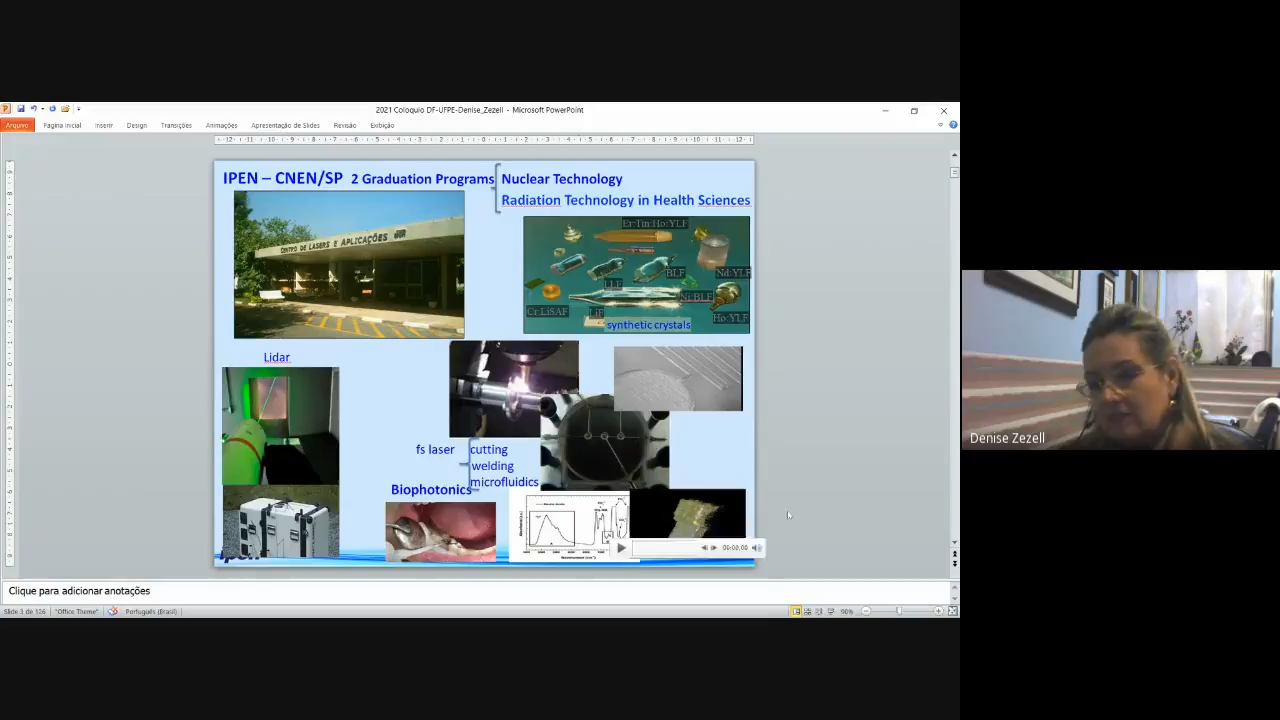 2021 Coloquio DF-UFPE-Denise_Zezell - Microsoft PowerPoint
Arquivo Página Inicial Inserir Design Transições Animações Apresentação de Slides Revisão Exibição
IPEN – CNEN/SP 2 Graduation Programs
Nuclear Technology
Radiation Technology in Health Sciences
CENTRO DE LASERS E APLICAÇÕES
Er:Tm:Ho:YLF
BLF
Nd:YLF
LLF
Nd:BLF
Cr:LiSAF
LiF
Ho:YLF
synthetic crystals
Lidar
fs laser
cutting
welding
microfluidics
Biophotonics
ipen
00:00,00
Denise Zezell
Clique para adicionar anotações
Slide 3 de 126 "Office Theme" Português (Brasil) 90%